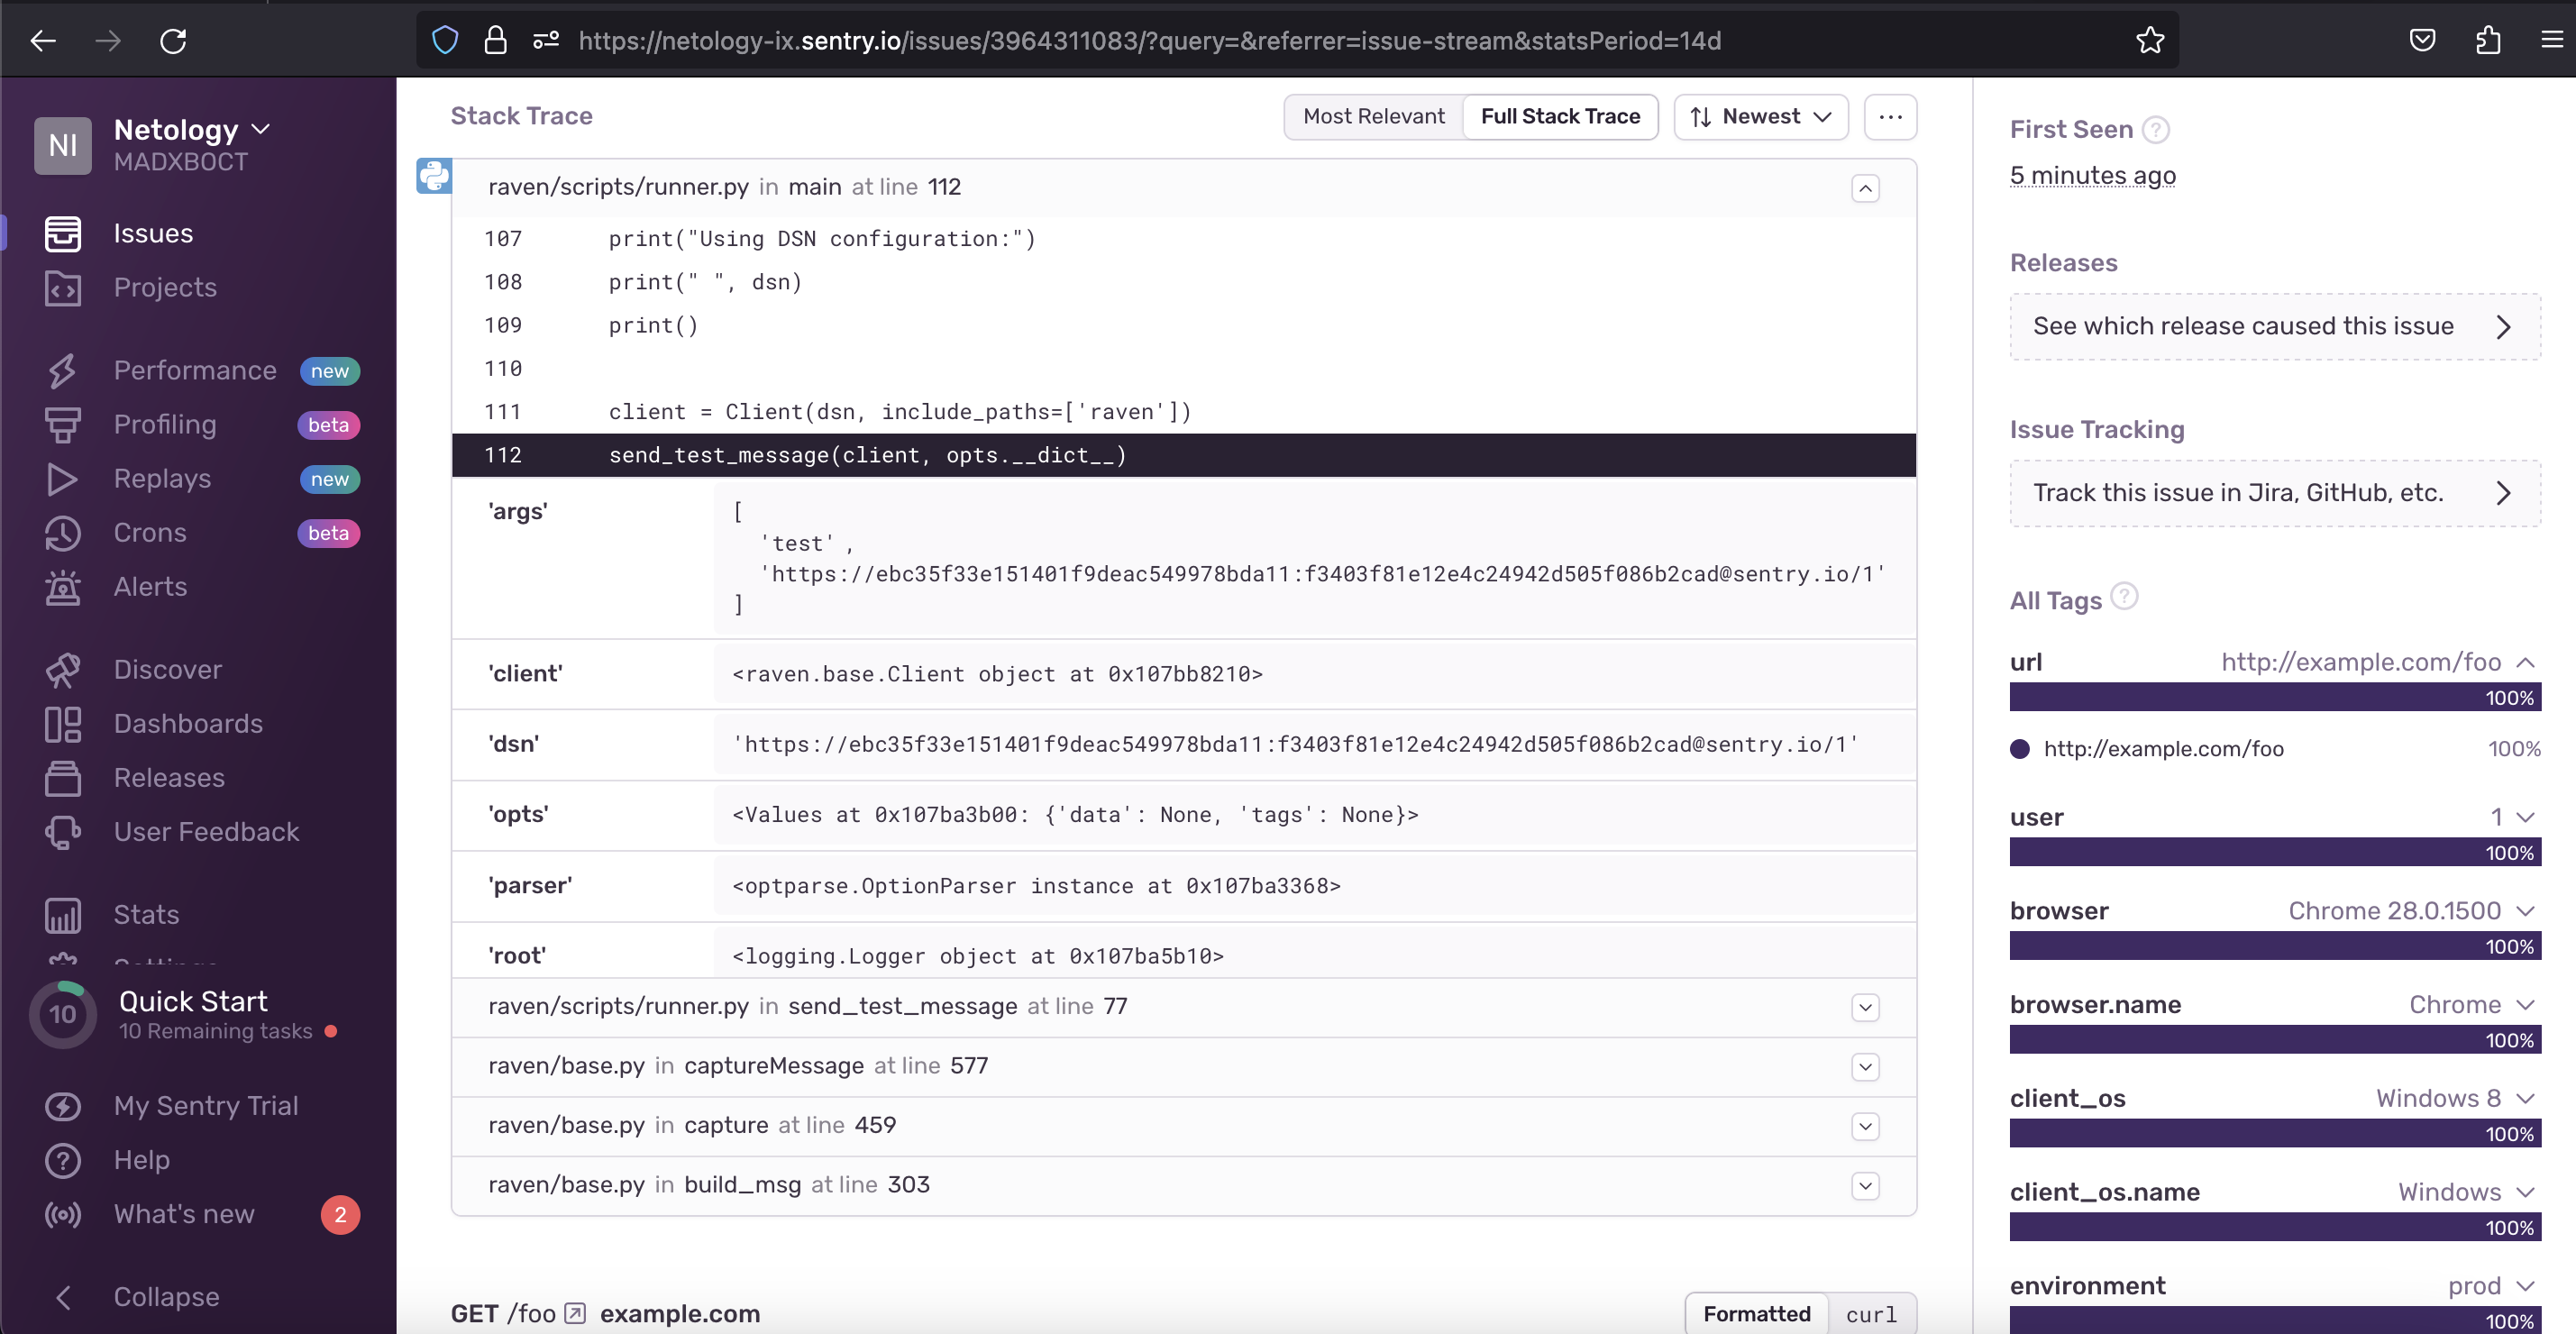 https://netology-ix.sentry.io/issues/3964311083/?query=&referrer=issue-stream&statsPeriod=14d
NI
Netology
MADXBOCT
Issues
Projects
Performance new
Profiling beta
Replays new
Crons beta
Alerts
Discover
Dashboards
Releases
User Feedback
Stats
10
Quick Start
10 Remaining tasks
My Sentry Trial
Help
What's new 2
Collapse
Stack Trace
Most Relevant Full Stack Trace Newest ...
raven/scripts/runner.py in main at line 112
107 print("Using DSN configuration:")
108 print(" ", dsn)
109 print()
110
111 client = Client(dsn, include_paths=['raven'])
112 send_test_message(client, opts.__dict__)
'args' [
'test' ,
'https://ebc35f33e151401f9deac549978bda11:f3403f81e12e4c24942d505f086b2cad@sentry.io/1'
]
'client' <raven.base.Client object at 0x107bb8210>
'dsn' 'https://ebc35f33e151401f9deac549978bda11:f3403f81e12e4c24942d505f086b2cad@sentry.io/1'
'opts' <Values at 0x107ba3b00: {'data': None, 'tags': None}>
'parser' <optparse.OptionParser instance at 0x107ba3368>
'root' <logging.Logger object at 0x107ba5b10>
raven/scripts/runner.py in send_test_message at line 77
raven/base.py in captureMessage at line 577
raven/base.py in capture at line 459
raven/base.py in build_msg at line 303
GET /foo example.com
Formatted curl
First Seen ?
5 minutes ago
Releases
See which release caused this issue
Issue Tracking
Track this issue in Jira, GitHub, etc.
All Tags ?
url http://example.com/foo
100%
http://example.com/foo 100%
user 1
100%
browser Chrome 28.0.1500
100%
browser.name Chrome
100%
client_os Windows 8
100%
client_os.name Windows
100%
environment prod
100%